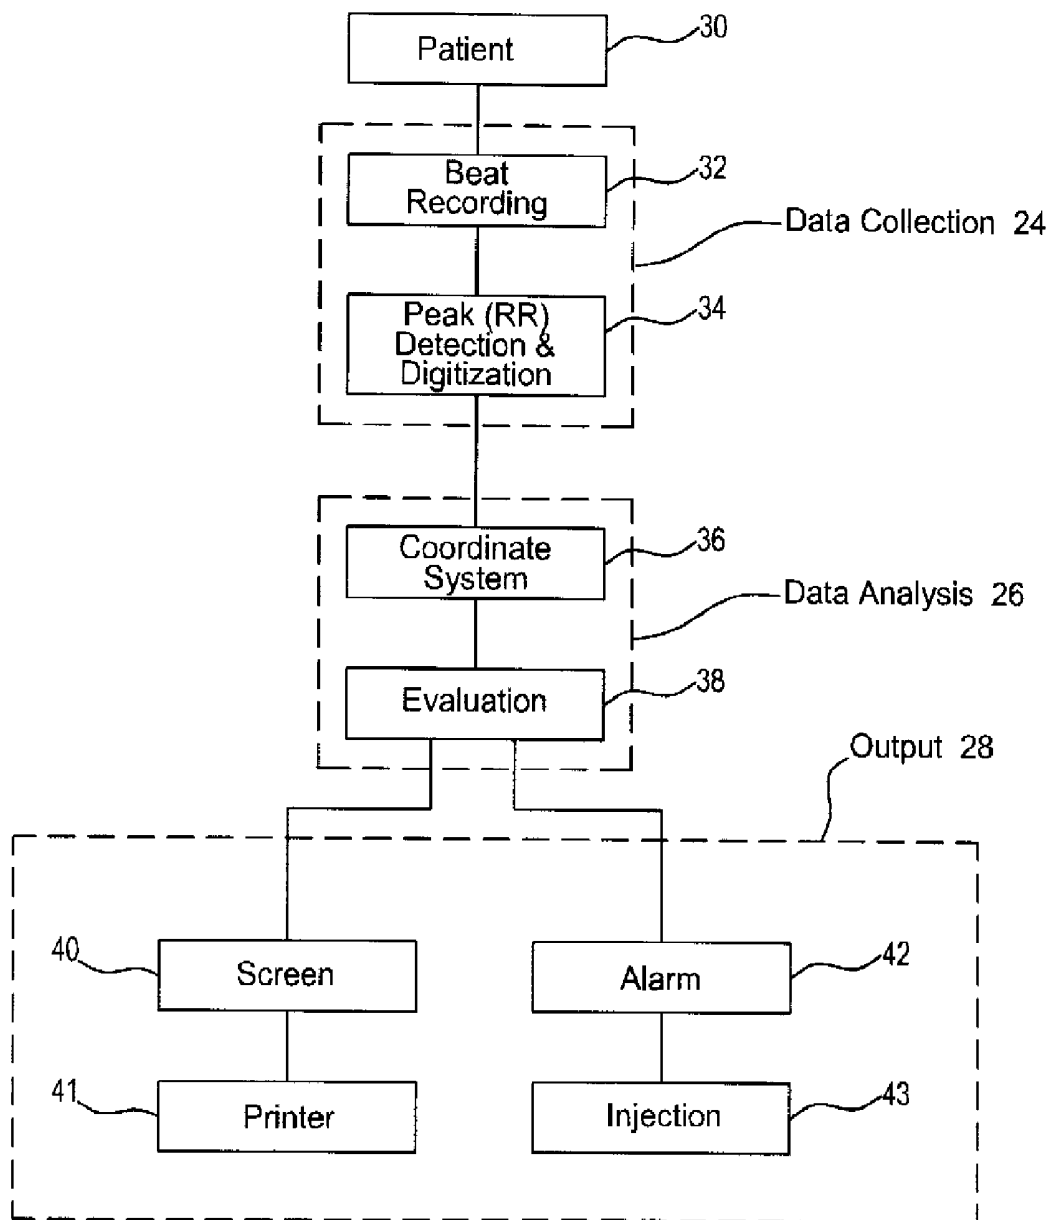 Patient
30
Beat
Recording
32
Data Collection 24
Peak (RR)
Detection &
Digitization
34
Coordinate
System
36
Data Analysis 26
Evaluation
38
Output 28
40
Screen
Alarm
42
41
Printer
Injection
43